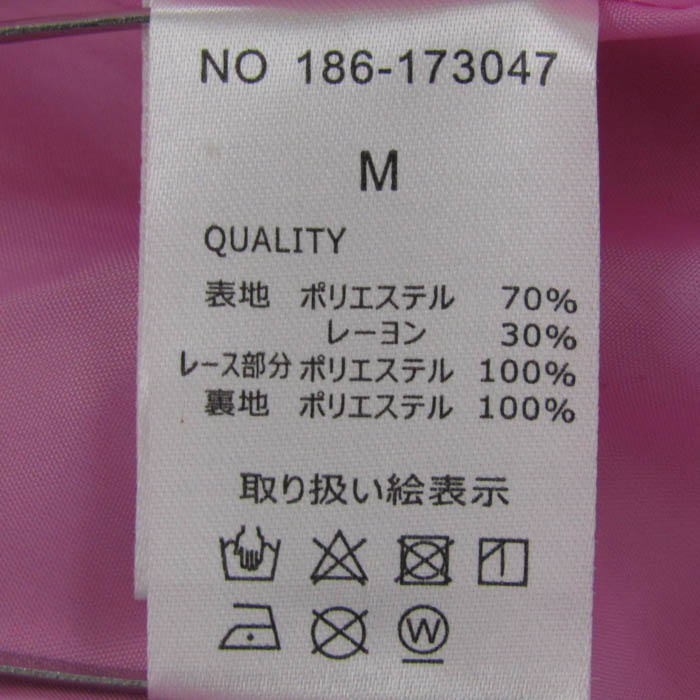 NO 186-173047
M
QUALITY
表地 ポリエステル 70%
レーヨン 30%
レース部分 ポリエステル 100%
裏地 ポリエステル 100%
取り扱い絵表示
W